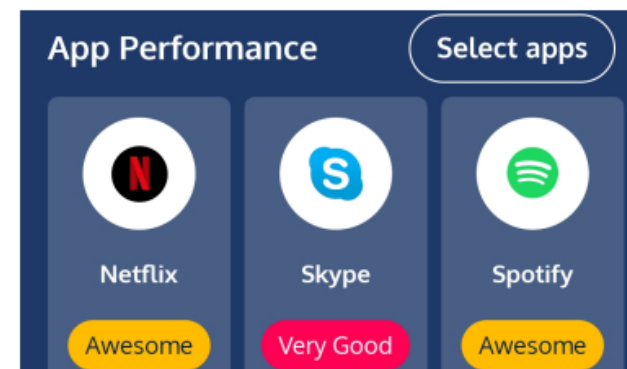 App Performance Select apps
N S
Netflix Skype Spotify
Awesome Very Good Awesome